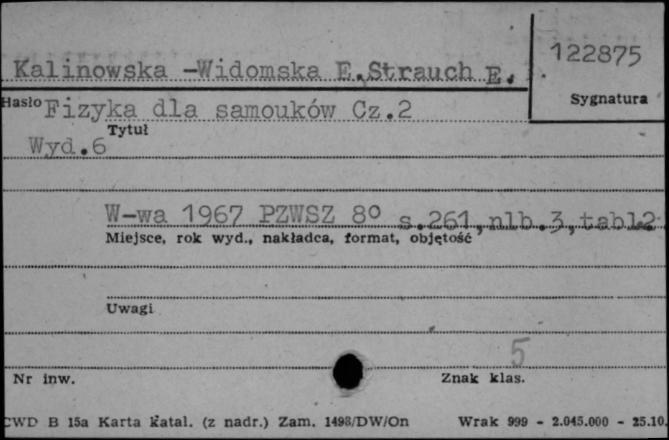 122875
Kalinowska -Widomska E.Strauch E.
Sygnatura
Hasło Fizyka dla samouków Cz.2
Tytuł
Wyd.6
W-wa 1967 PZWSZ 8° s.261,nlb.3,tabl2
Miejsce, rok wyd., nakładca, format, objętość
Uwagi
5
Nr inw.
Znak klas.
CWD B 15a Karta katal. (z nadr.) Zam. 1498/DW/On Wrak 999 - 2.045.000 - 25.10.